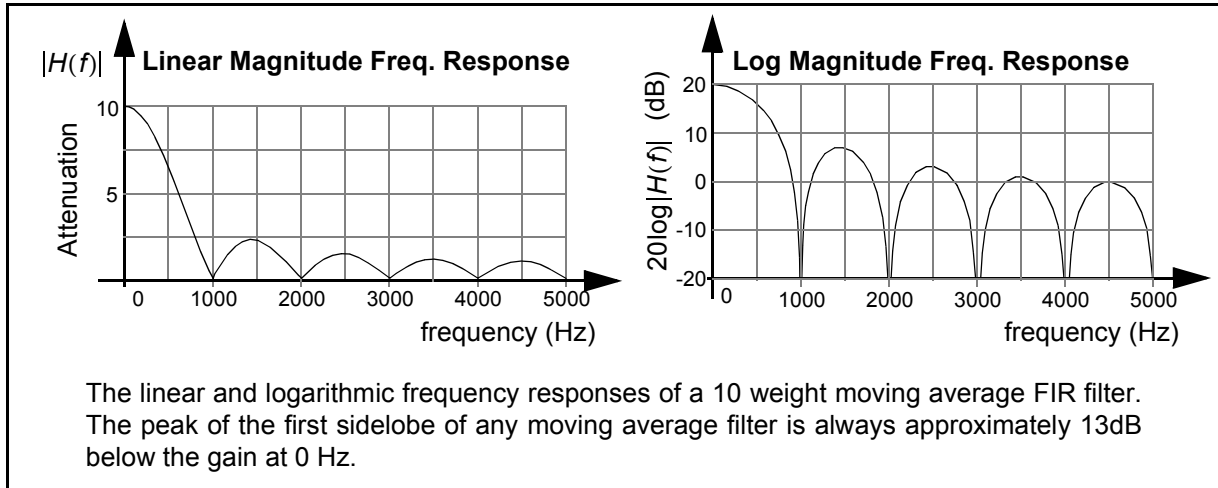 |H(f)|
Linear Magnitude Freq. Response
Attenuation
10
5
0 1000 2000 3000 4000 5000
frequency (Hz)
Log Magnitude Freq. Response
20log|H(f)| (dB)
20
10
0
-10
-20
0 1000 2000 3000 4000 5000
frequency (Hz)
The linear and logarithmic frequency responses of a 10 weight moving average FIR filter.
The peak of the first sidelobe of any moving average filter is always approximately 13dB
below the gain at 0 Hz.